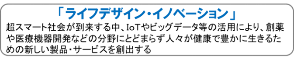 「ライフデザイン・イノベーション」
超スマート社会が到来する中、IoTやビッグデータ等の活用により、創薬
や医療機器開発などの分野にとどまらず人々が健康で豊かに生きるた
めの新しい製品・サービスを創出する